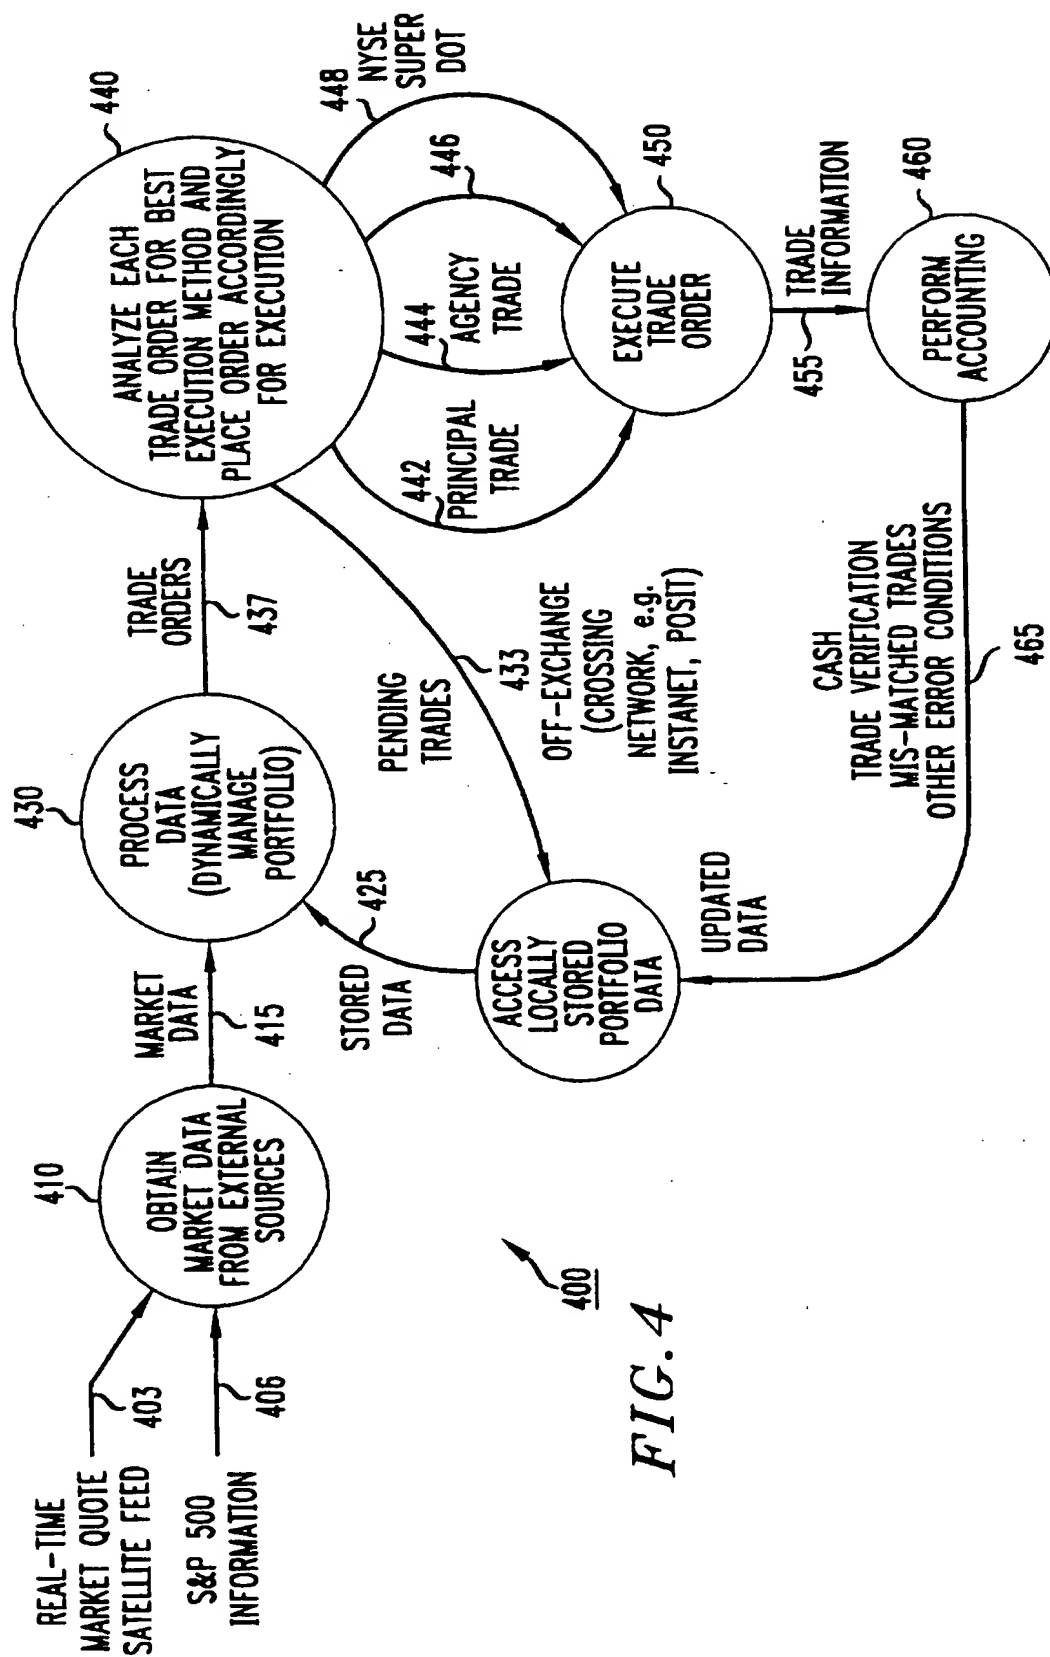 REAL-TIME
MARKET QUOTE
SATELLITE FEED
403
S&P 500
INFORMATION
406
410
OBTAIN
MARKET DATA
FROM EXTERNAL
SOURCES
MARKET
DATA
415
430
PROCESS
DATA
(DYNAMICALLY
MANAGE
PORTFOLIO)
TRADE
ORDERS
437
440
ANALYZE EACH
TRADE ORDER FOR BEST
EXECUTION METHOD AND
PLACE ORDER ACCORDINGLY
FOR EXECUTION
STORED
DATA
425
ACCESS
LOCALLY
STORED
PORTFOLIO
DATA
PENDING
TRADES
433
OFF-EXCHANGE
(CROSSING
NETWORK, e.g.
INSTANET, POSIT)
442
PRINCIPAL
TRADE
444
AGENCY
TRADE
446
448
NYSE
SUPER
DOT
450
EXECUTE
TRADE
ORDER
455
TRADE
INFORMATION
460
PERFORM
ACCOUNTING
CASH
TRADE VERIFICATION
MIS-MATCHED TRADES
OTHER ERROR CONDITIONS
465
UPDATED
DATA
400
FIG. 4